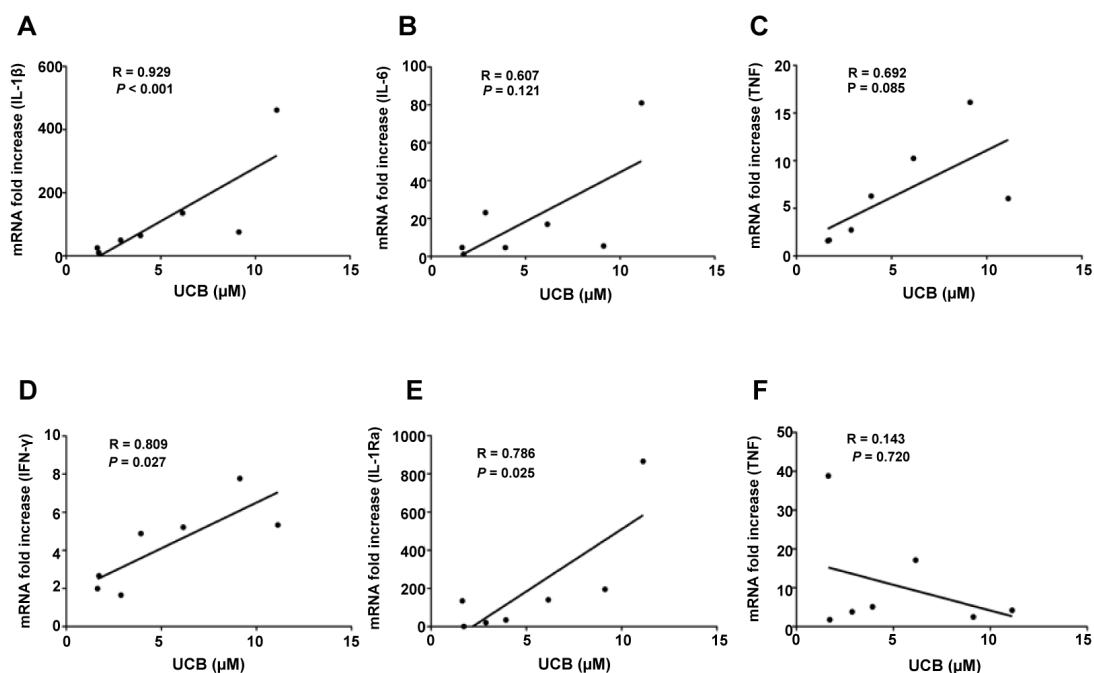 A
R = 0.929
P < 0.001
mRNA fold increase (IL-1β)
600
400
200
0
0 5 10 15
UCB (µM)
B
R = 0.607
P = 0.121
mRNA fold increase (IL-6)
100
80
60
40
20
0
0 5 10 15
UCB (µM)
C
R = 0.692
P = 0.085
mRNA fold increase (TNF)
20
15
10
5
0
0 5 10 15
UCB (µM)
D
R = 0.809
P = 0.027
mRNA fold increase (IFN-γ)
10
8
6
4
2
0
0 5 10 15
UCB (µM)
E
R = 0.786
P = 0.025
mRNA fold increase (IL-1Ra)
1000
800
600
400
200
0
0 5 10 15
UCB (µM)
F
R = 0.143
P = 0.720
mRNA fold increase (TNF)
50
40
30
20
10
0
0 5 10 15
UCB (µM)